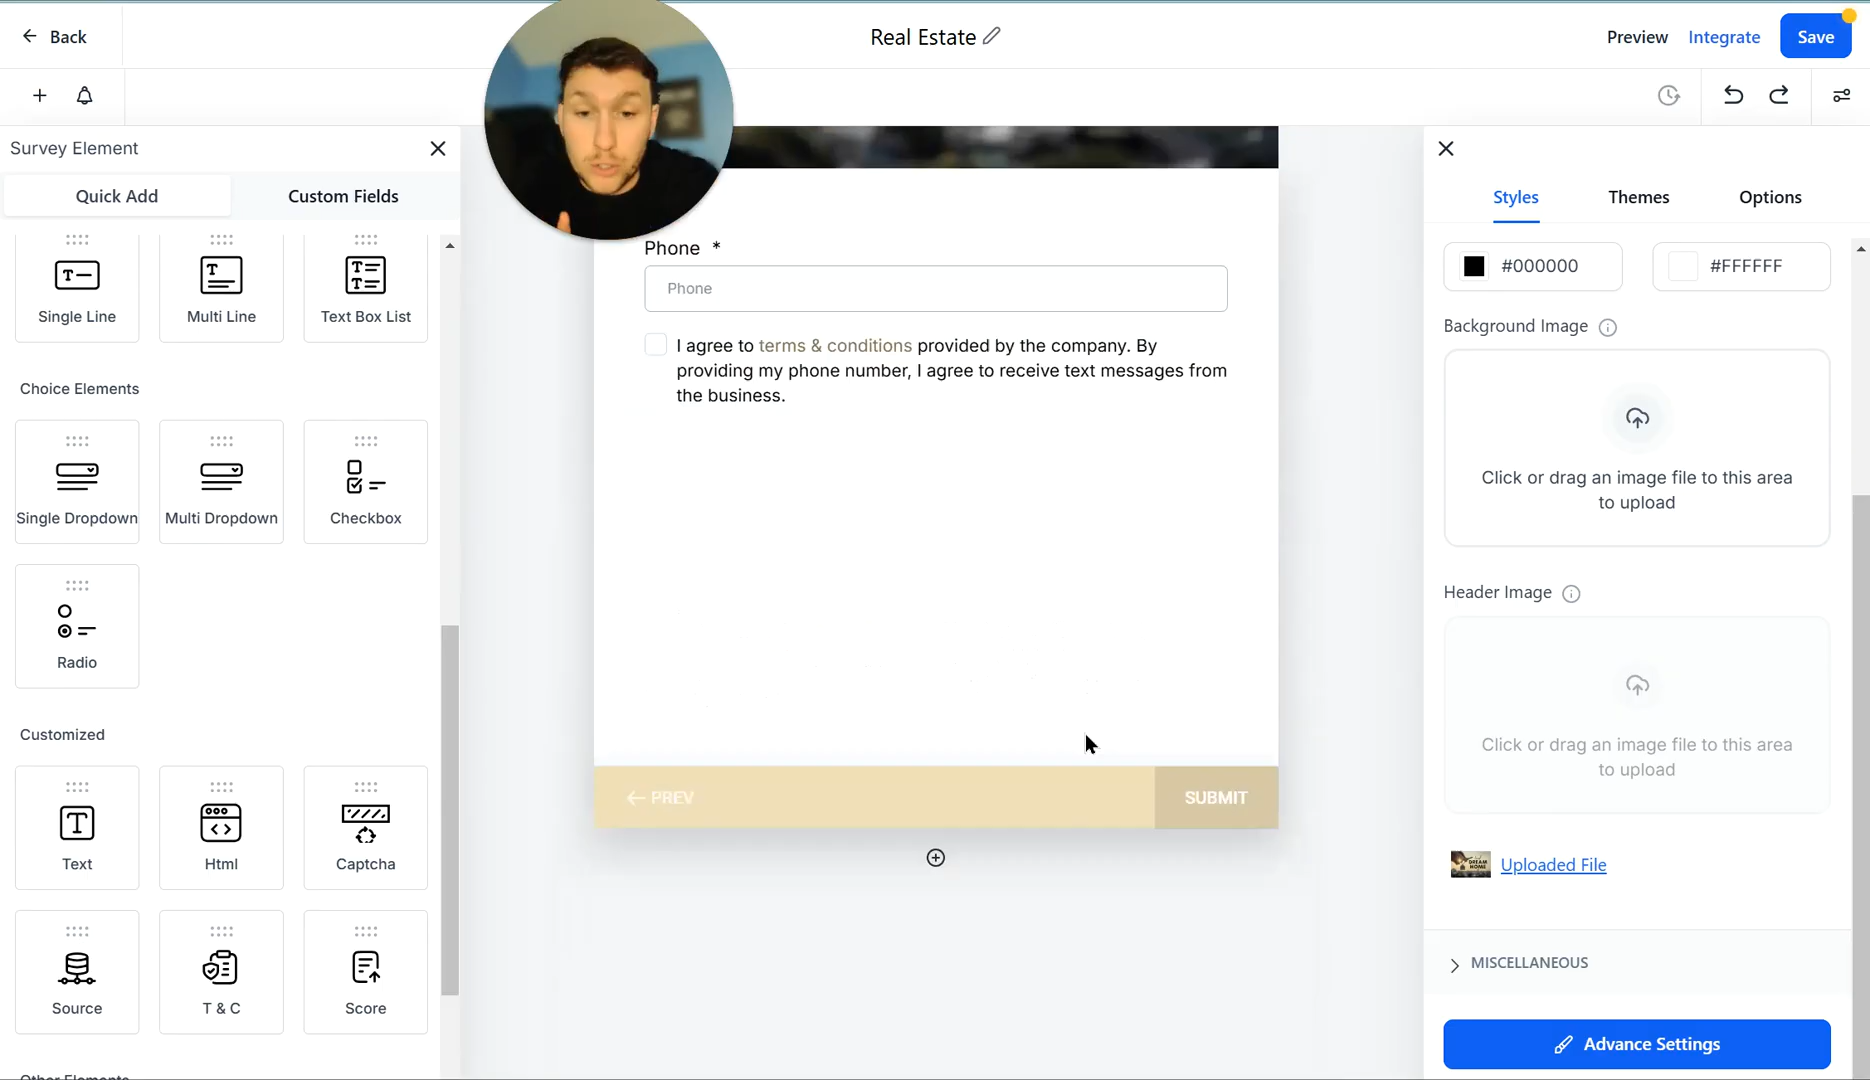 Back
Real Estate
Preview
Integrate
Save
Survey Element
Quick Add
Custom Fields
Single Line
Multi Line
Text Box List
Choice Elements
Single Dropdown
Multi Dropdown
Checkbox
Radio
Customized
Text
Html
Captcha
Source
T & C
Score
Other Elements
Phone *
Phone
I agree to terms & conditions provided by the company. By
providing my phone number, I agree to receive text messages from
the business.
PREV
SUBMIT
Styles
Themes
Options
#000000
#FFFFFF
Background Image
Click or drag an image file to this area
to upload
Header Image
Click or drag an image file to this area
to upload
DREAM
HOME
Uploaded File
MISCELLANEOUS
Advance Settings